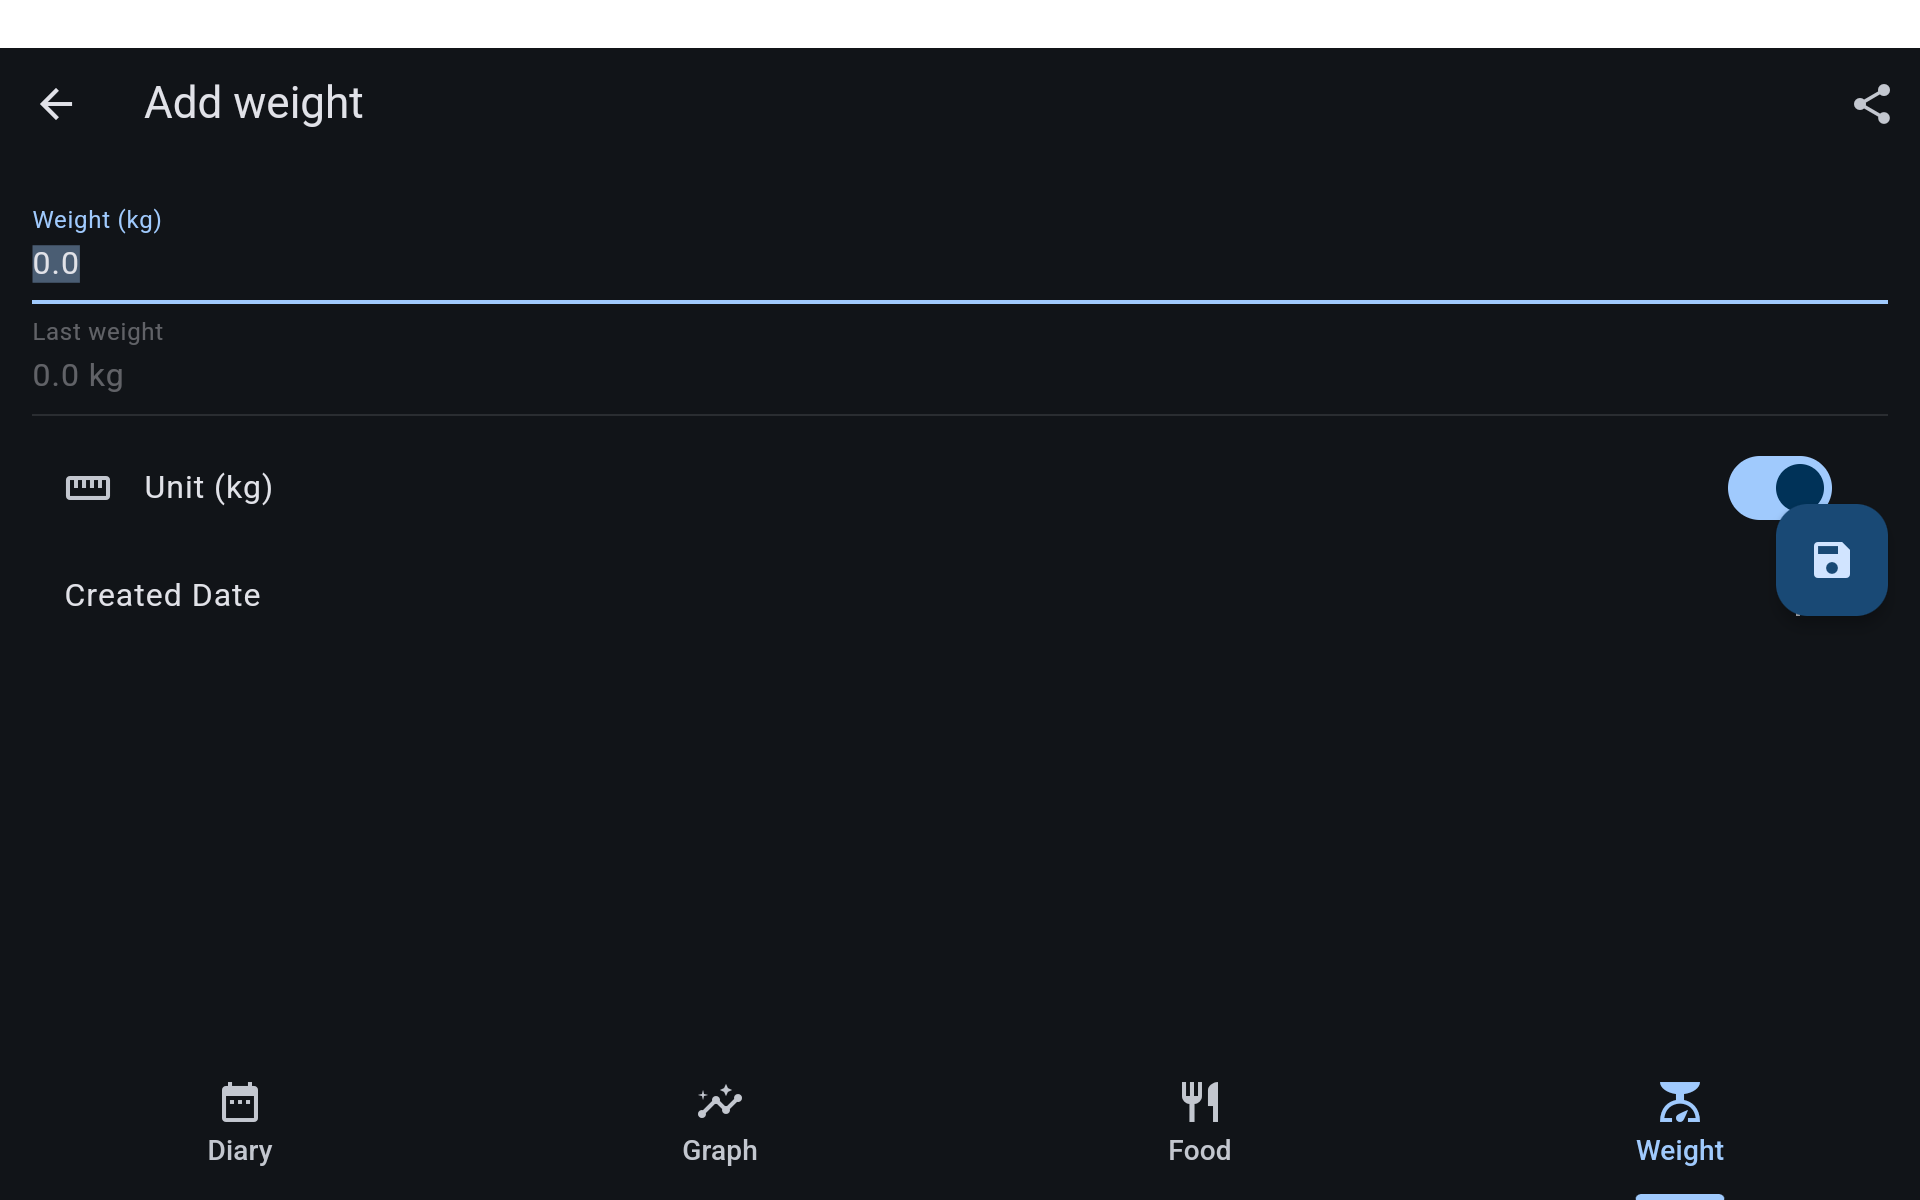 Add weight
Weight (kg)
0.0
Last weight
0.0 kg
Unit (kg)
Created Date
Diary
Graph
Food
Weight